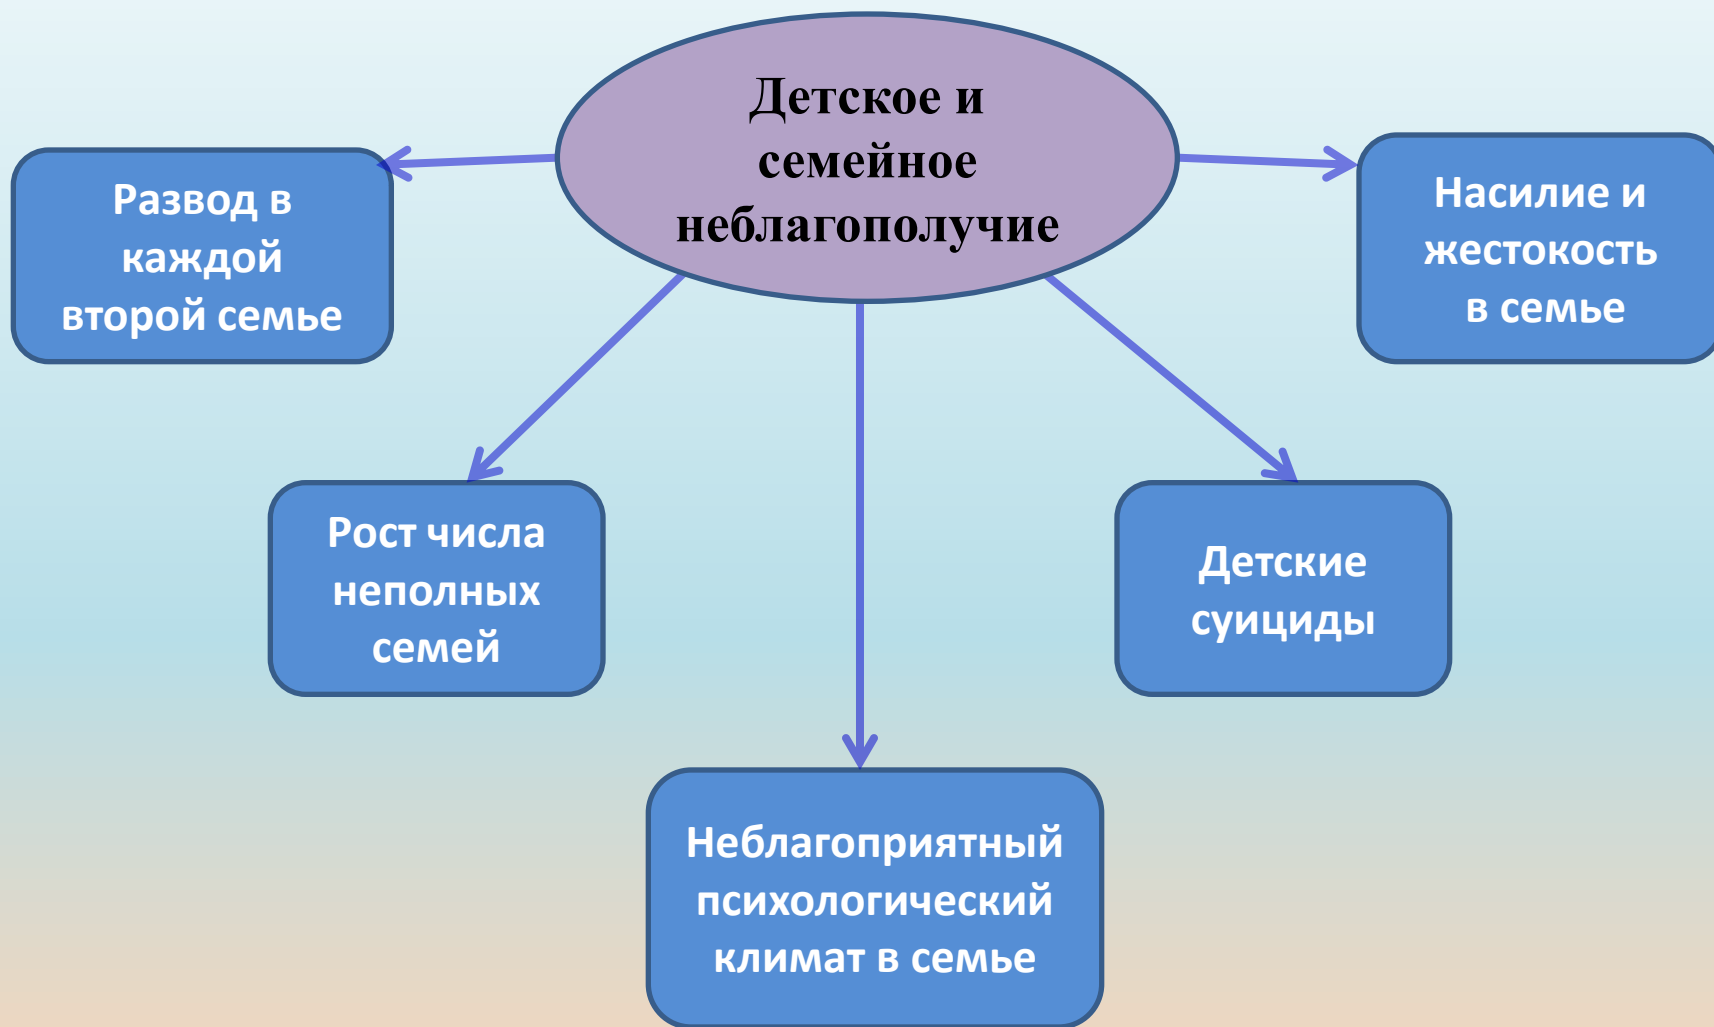 Детское и
семейное
неблагополучие
Развод в
каждой
второй семье
Насилие и
жестокость
в семье
Рост числа
неполных
семей
Детские
суициды
Неблагоприятный
психологический
климат в семье